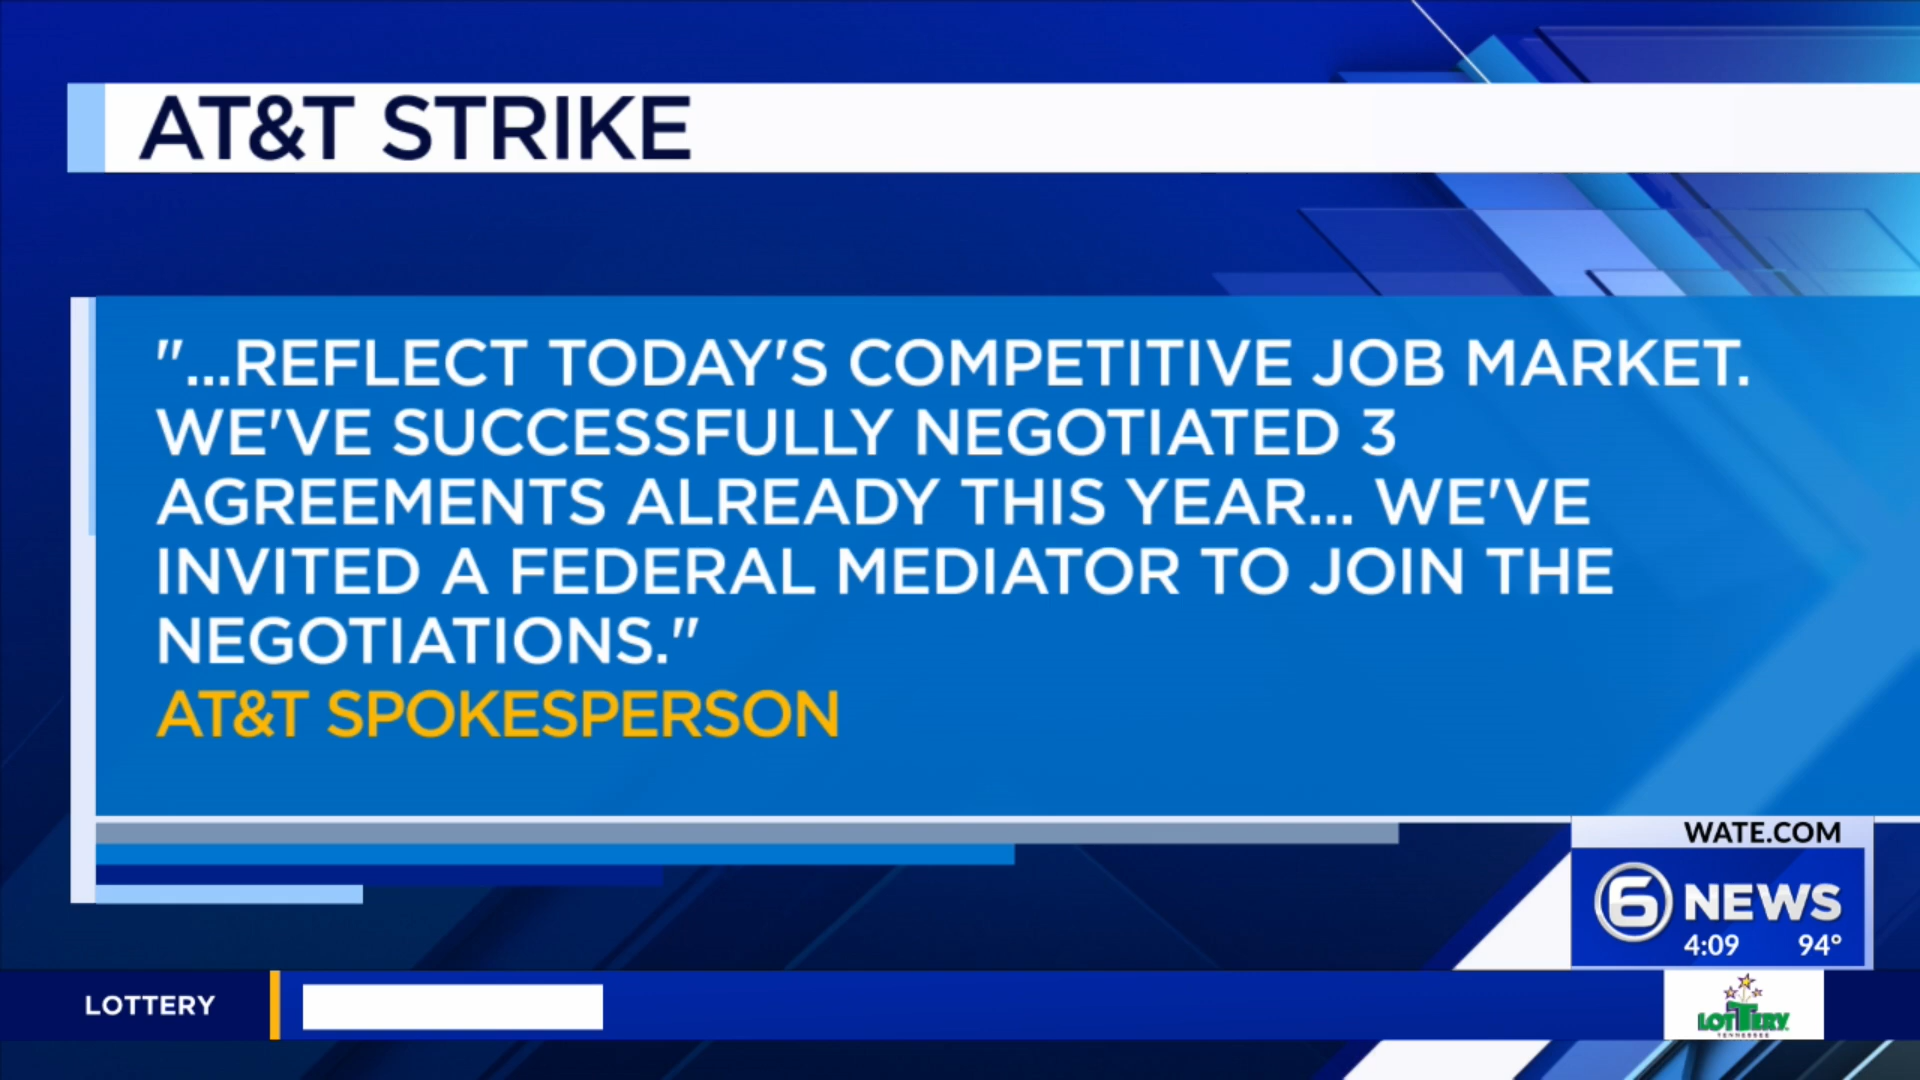 AT&T STRIKE
"...REFLECT TODAY'S COMPETITIVE JOB MARKET.
WE'VE SUCCESSFULLY NEGOTIATED 3
AGREEMENTS ALREADY THIS YEAR... WE'VE
INVITED A FEDERAL MEDIATOR TO JOIN THE
NEGOTIATIONS."
AT&T SPOKESPERSON
WATE.COM
6 NEWS
4:09 94°
LOTTERY
LOTTERY
TENNESSEE